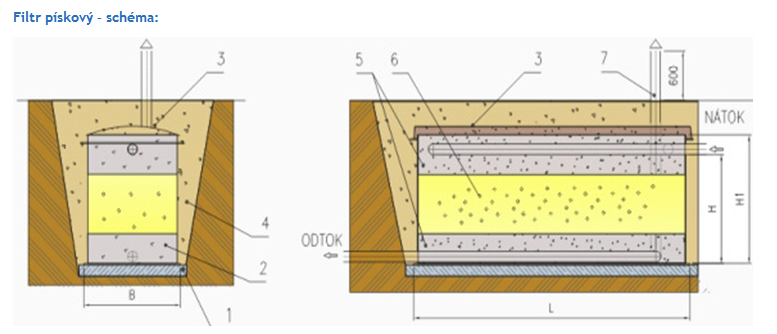 Filtr pískový - schéma:
3
5
6
3
7
600
NÁTOK
4
H
H1
ODTOK
2
B
1
L